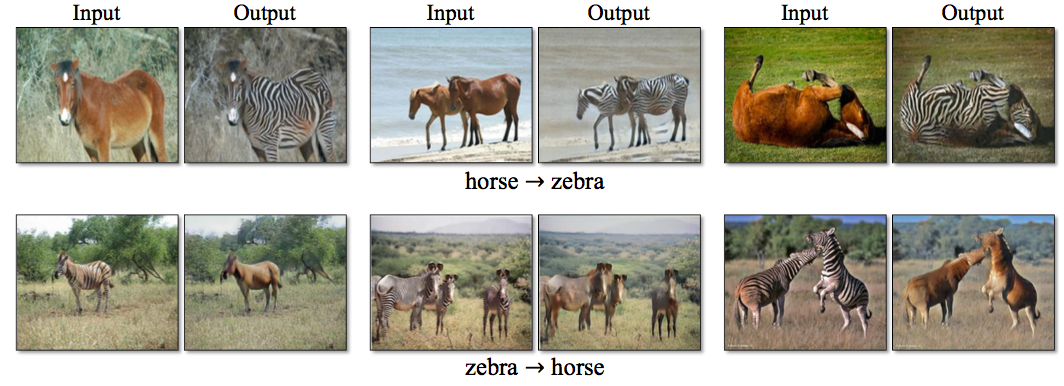 Input Output Input Output Input Output
horse → zebra
zebra → horse